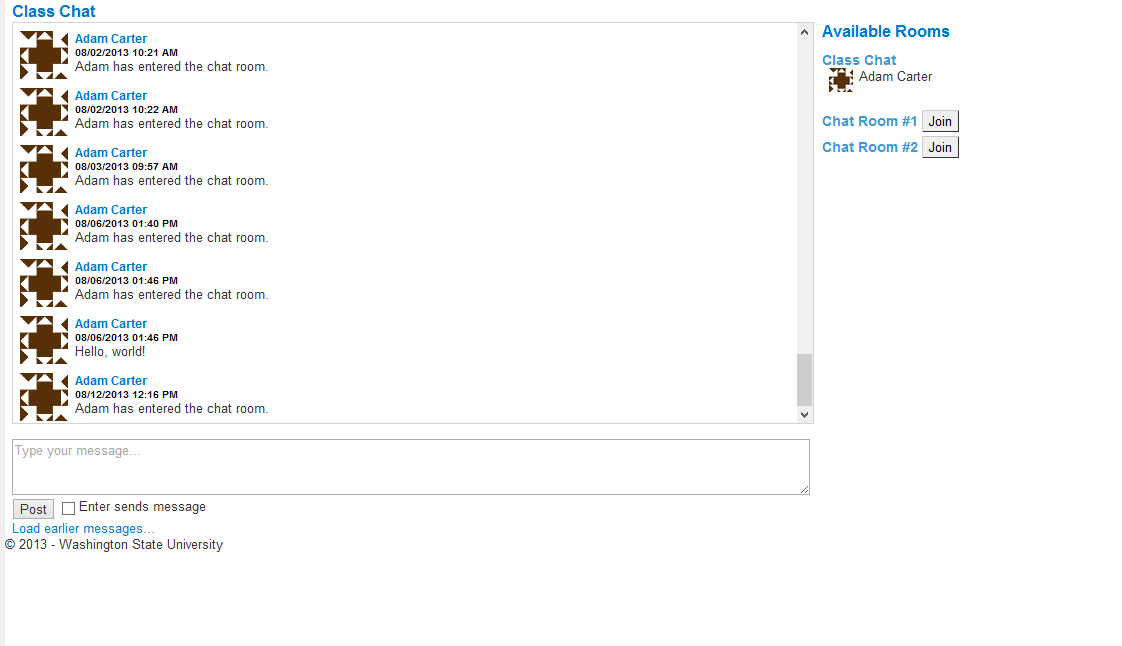 Class Chat
Adam Carter
08/02/2013 10:21 AM
Adam has entered the chat room.
Adam Carter
08/02/2013 10:22 AM
Adam has entered the chat room.
Adam Carter
08/03/2013 09:57 AM
Adam has entered the chat room.
Adam Carter
08/06/2013 01:40 PM
Adam has entered the chat room.
Adam Carter
08/06/2013 01:46 PM
Adam has entered the chat room.
Adam Carter
08/06/2013 01:46 PM
Hello, world!
Adam Carter
08/12/2013 12:16 PM
Adam has entered the chat room.
Type your message...
Post Enter sends message
Load earlier messages...
© 2013 - Washington State University
Available Rooms
Class Chat
Adam Carter
Chat Room #1 Join
Chat Room #2 Join